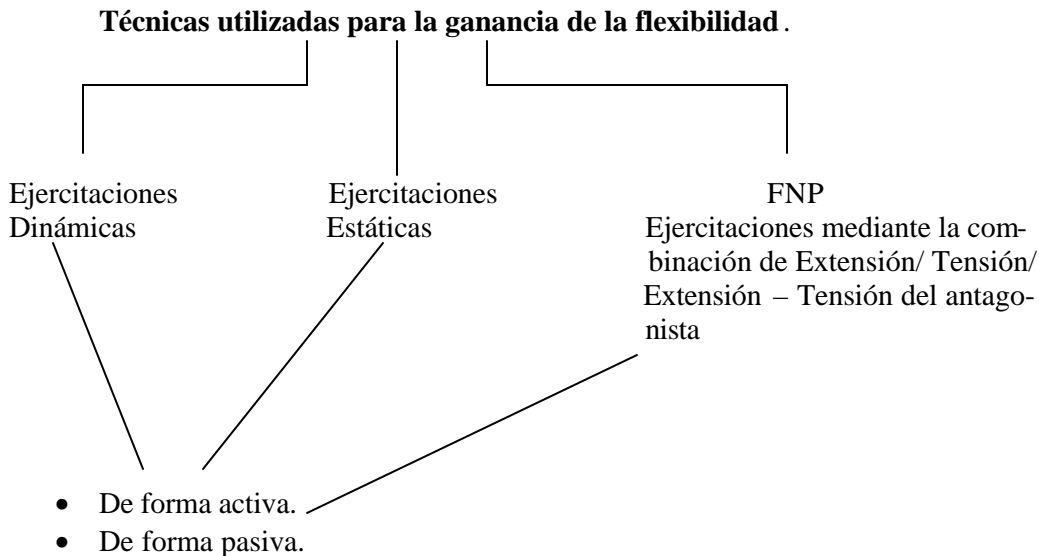 Técnicas utilizadas para la ganancia de la flexibilidad.
Ejercitaciones
Dinámicas
Ejercitaciones
Estáticas
FNP
Ejercitaciones mediante la com-
binación de Extensión/ Tensión/
Extensión – Tensión del antago-
nista
• De forma activa.
• De forma pasiva.